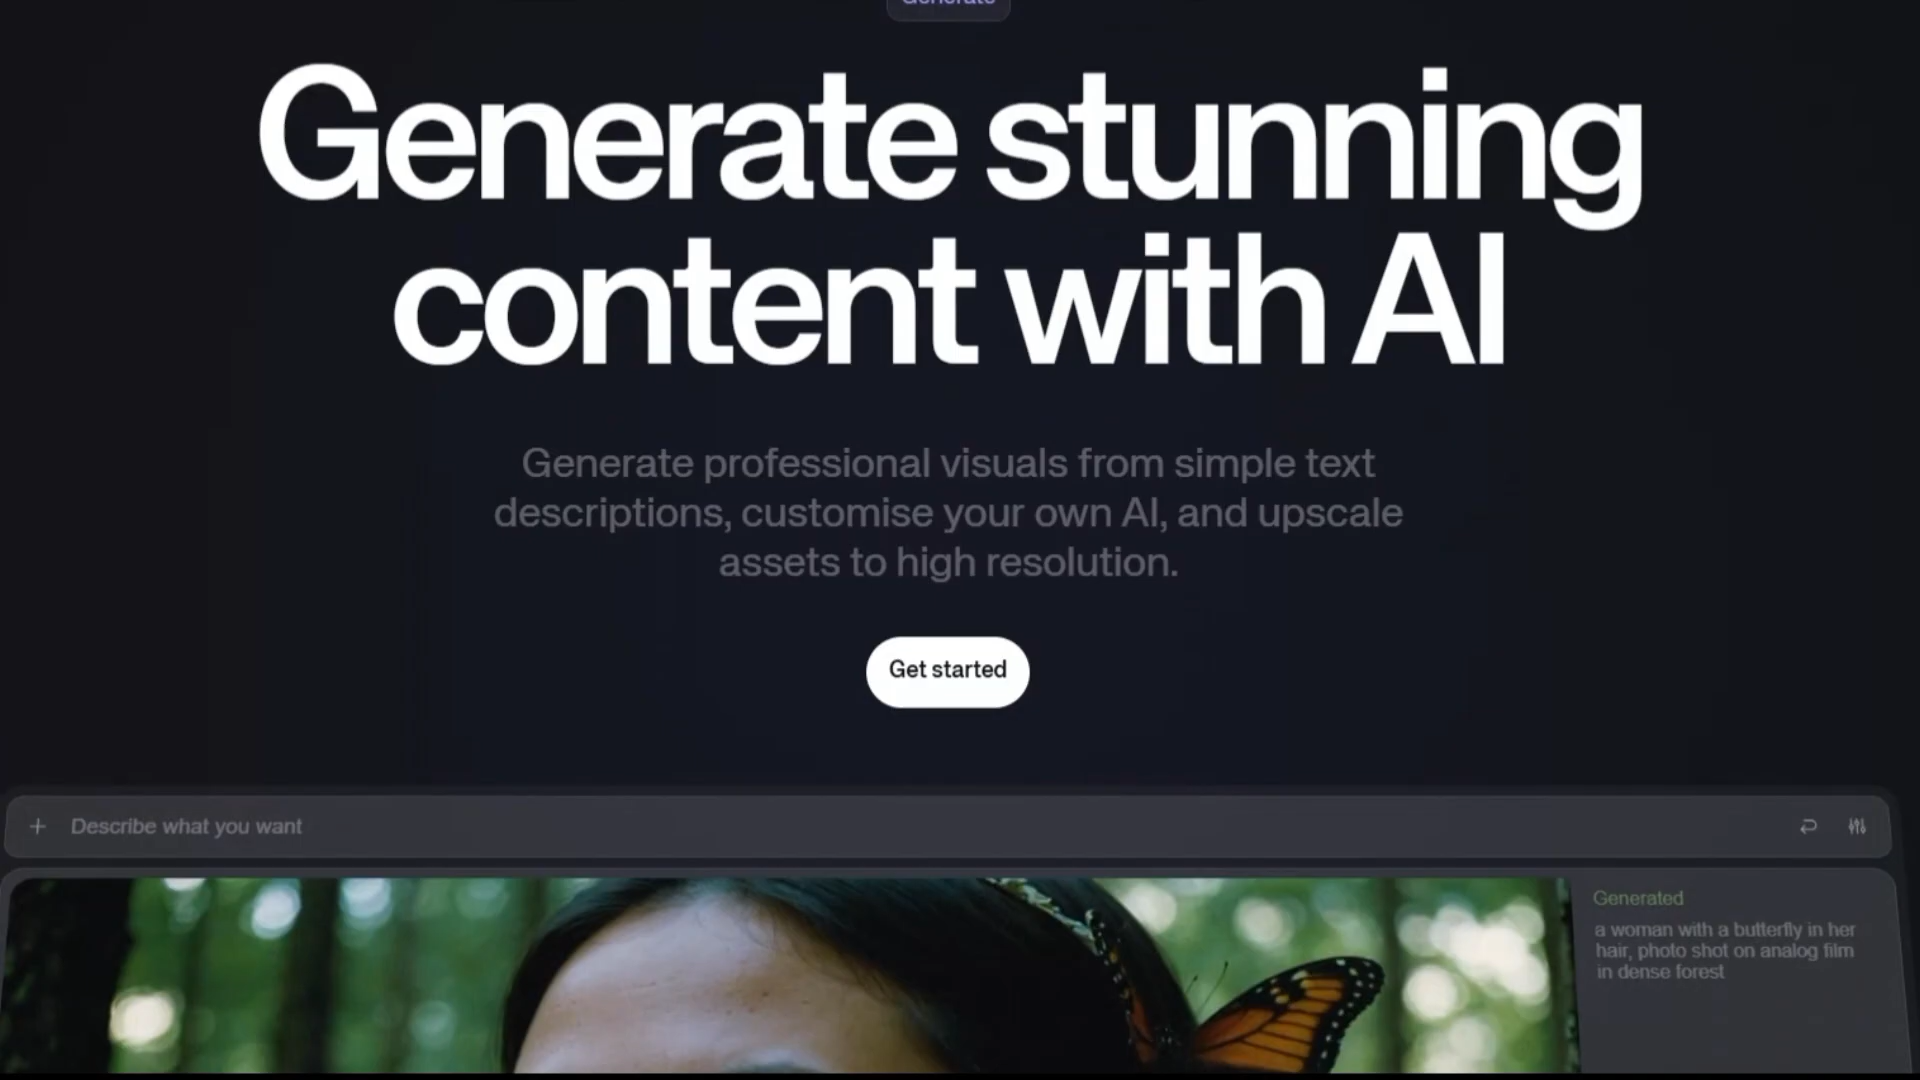 Generate
Generate stunning
content with AI
Generate professional visuals from simple text
descriptions, customise your own AI, and upscale
assets to high resolution.
Get started
Describe what you want
Generated
a woman with a butterfly in her
hair, photo shot on analog film
in dense forest